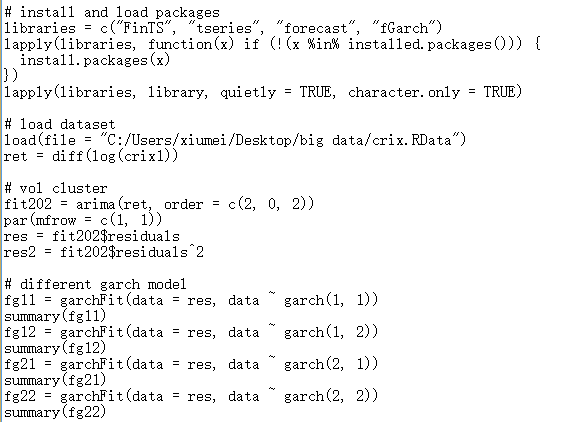 # install and load packages
libraries = c("FinTS", "tseries", "forecast", "fGarch")
lapply(libraries, function(x) if (!(x %in% installed.packages())) {
  install.packages(x)
})
lapply(libraries, library, quietly = TRUE, character.only = TRUE)

# load dataset
load(file = "C:/Users/xiumei/Desktop/big data/crix.RData")
ret = diff(log(crix1))

# vol cluster
fit202 = arima(ret, order = c(2, 0, 2))
par(mfrow = c(1, 1))
res = fit202$residuals
res2 = fit202$residuals^2

# different garch model
fg11 = garchFit(data = res, data ~ garch(1, 1))
summary(fg11)
fg12 = garchFit(data = res, data ~ garch(1, 2))
summary(fg12)
fg21 = garchFit(data = res, data ~ garch(2, 1))
summary(fg21)
fg22 = garchFit(data = res, data ~ garch(2, 2))
summary(fg22)